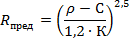 Rпред = ((ρ − C) / (1,2 · К))^2,5